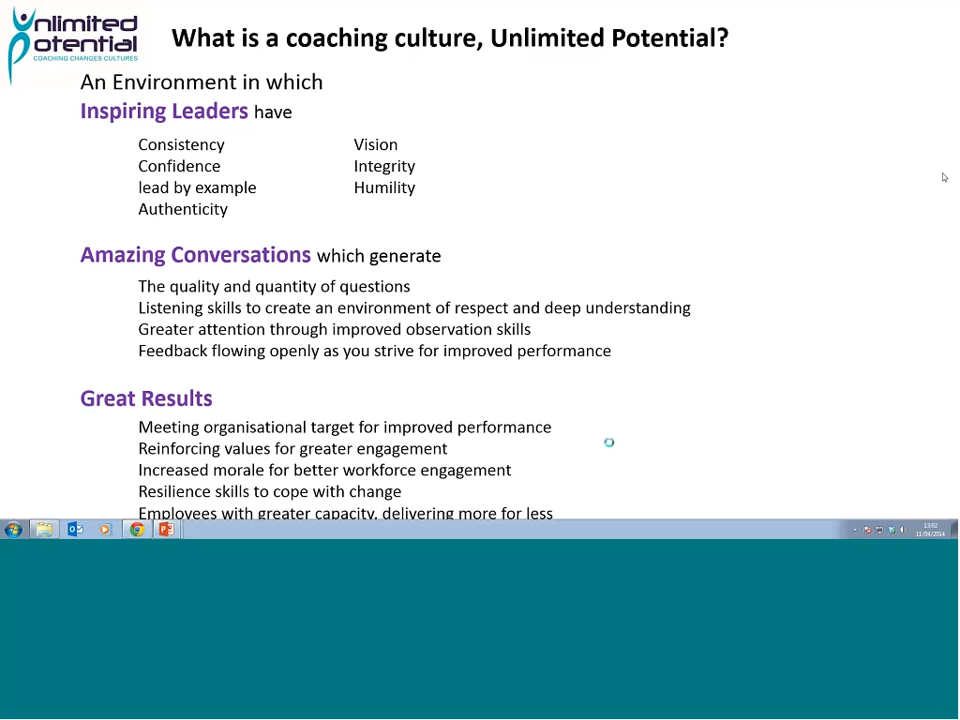 Unlimited
Potential
COACHING CHANGES CULTURES
What is a coaching culture, Unlimited Potential?
An Environment in which
Inspiring Leaders have
Consistency Vision
Confidence Integrity
lead by example Humility
Authenticity
Amazing Conversations which generate
The quality and quantity of questions
Listening skills to create an environment of respect and deep understanding
Greater attention through improved observation skills
Feedback flowing openly as you strive for improved performance
Great Results
Meeting organisational target for improved performance
Reinforcing values for greater engagement
Increased morale for better workforce engagement
Resilience skills to cope with change
Employees with greater capacity, delivering more for less
13:02
11/04/2014